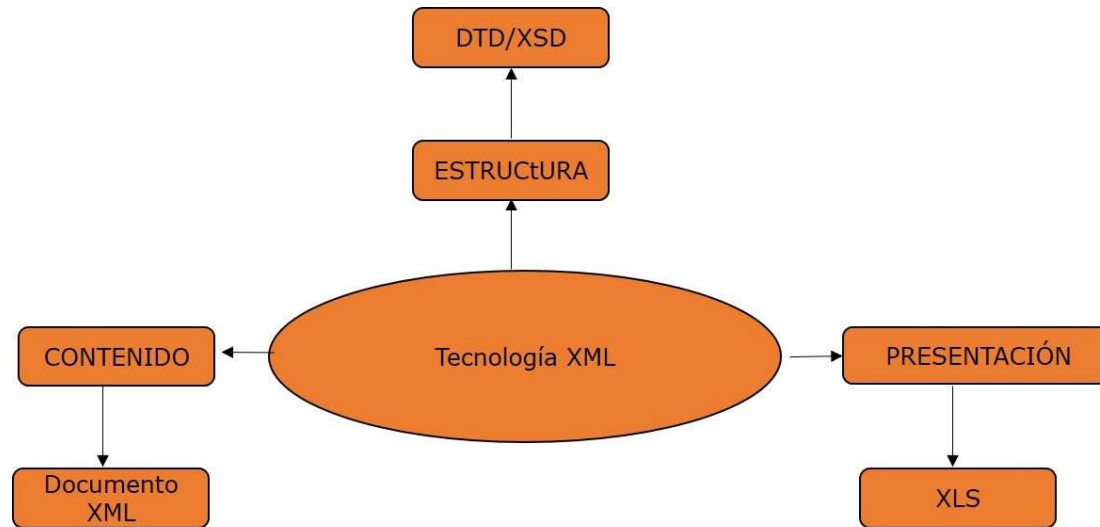 DTD/XSD
ESTRUCtURA
CONTENIDO
Tecnología XML
PRESENTACIÓN
Documento
XML
XLS